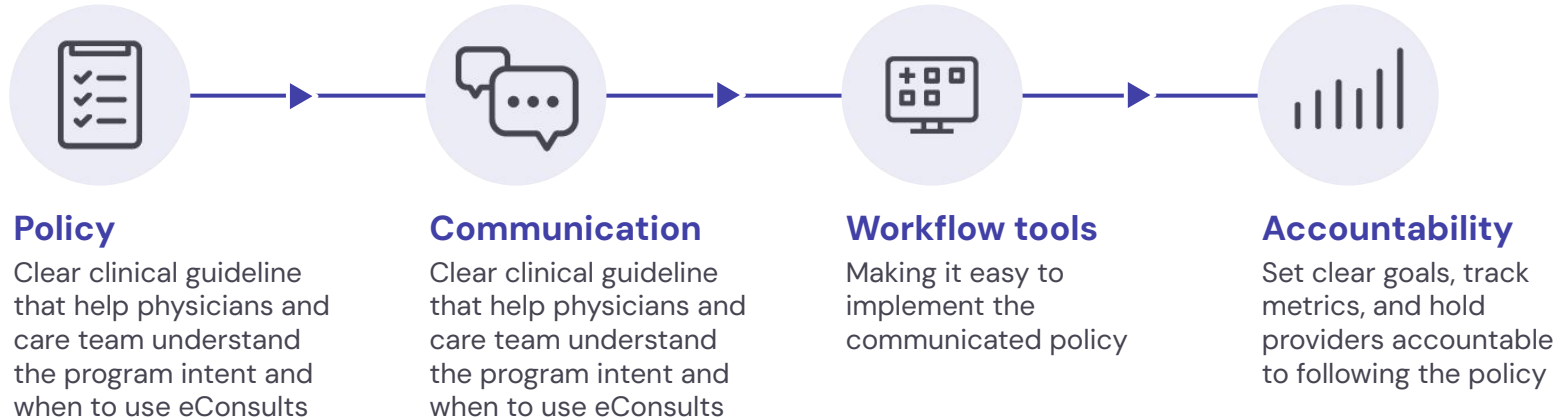 Policy
Clear clinical guideline
that help physicians and
care team understand
the program intent and
when to use eConsults
Communication
Clear clinical guideline
that help physicians and
care team understand
the program intent and
when to use eConsults
Workflow tools
Making it easy to
implement the
communicated policy
Accountability
Set clear goals, track
metrics, and hold
providers accountable
to following the policy